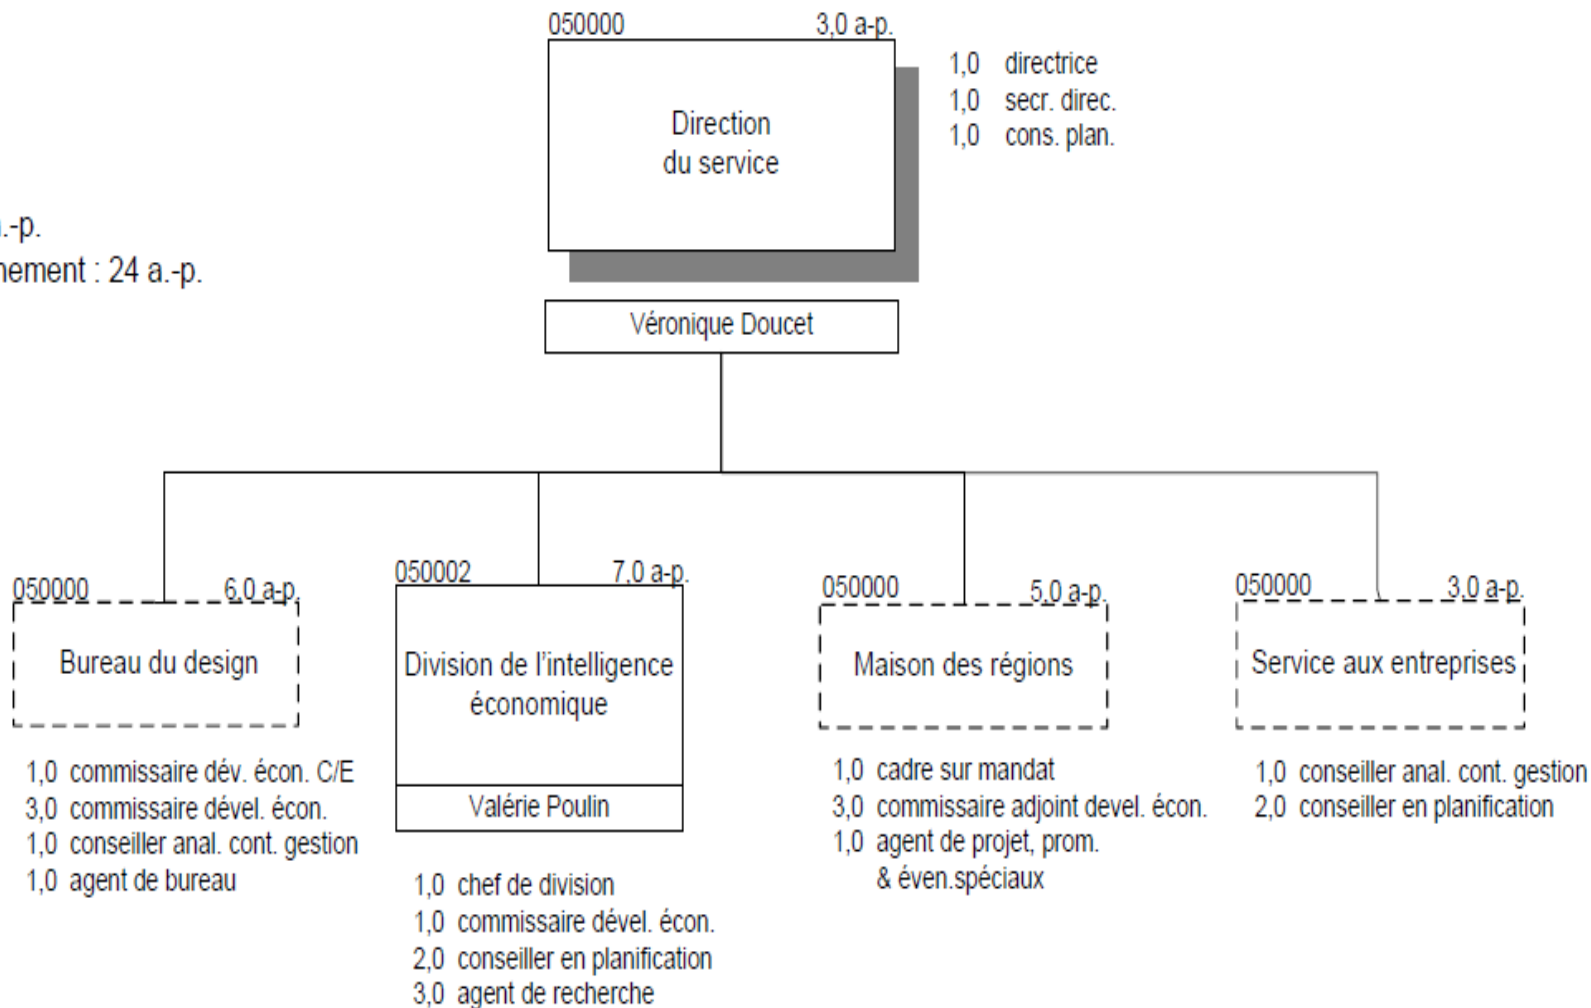 050000 3,0 a-p.
Direction
du service
1,0 directrice
1,0 secr. direc.
1,0 cons. plan.
.-p.
: 24 a.-p.
Véronique Doucet
050000 6,0 a-p.
Bureau du design
1,0 commissaire dév. écon. C/E
3,0 commissaire dével. écon.
1,0 conseiller anal. cont. gestion
1,0 agent de bureau
050002 7,0 a-p.
Division de l'intelligence
économique
Valérie Poulin
1,0 chef de division
1,0 commissaire dével. écon.
2,0 conseiller en planification
3,0 agent de recherche
050000 5,0 a-p.
Maison des régions
1,0 cadre sur mandat
3,0 commissaire adjoint devel. écon.
1,0 agent de projet, prom.
& éven.spéciaux
050000 3,0 a-p.
Service aux entreprises
1,0 conseiller anal. cont. gestion
2,0 conseiller en planification